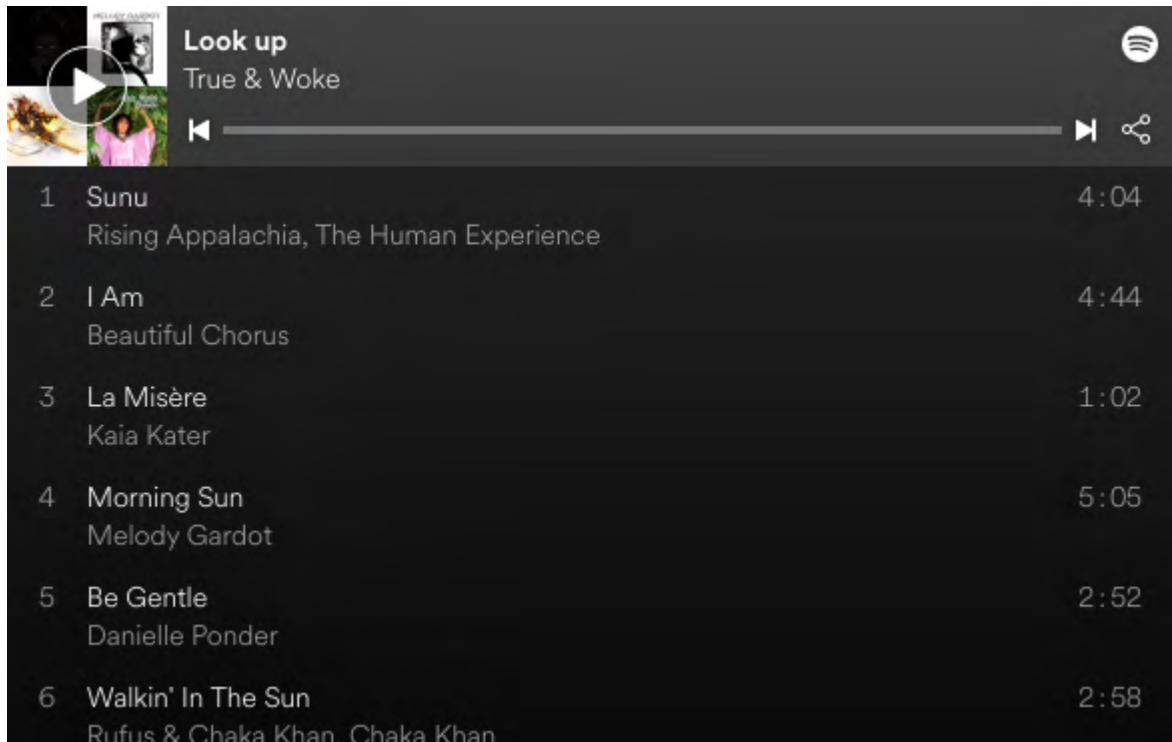 MELODY GARDOT
Look up
True & Woke
1 Sunu 4:04
Rising Appalachia, The Human Experience
2 I Am 4:44
Beautiful Chorus
3 La Misère 1:02
Kaia Kater
4 Morning Sun 5:05
Melody Gardot
5 Be Gentle 2:52
Danielle Ponder
6 Walkin' In The Sun 2:58
Rufus & Chaka Khan, Chaka Khan